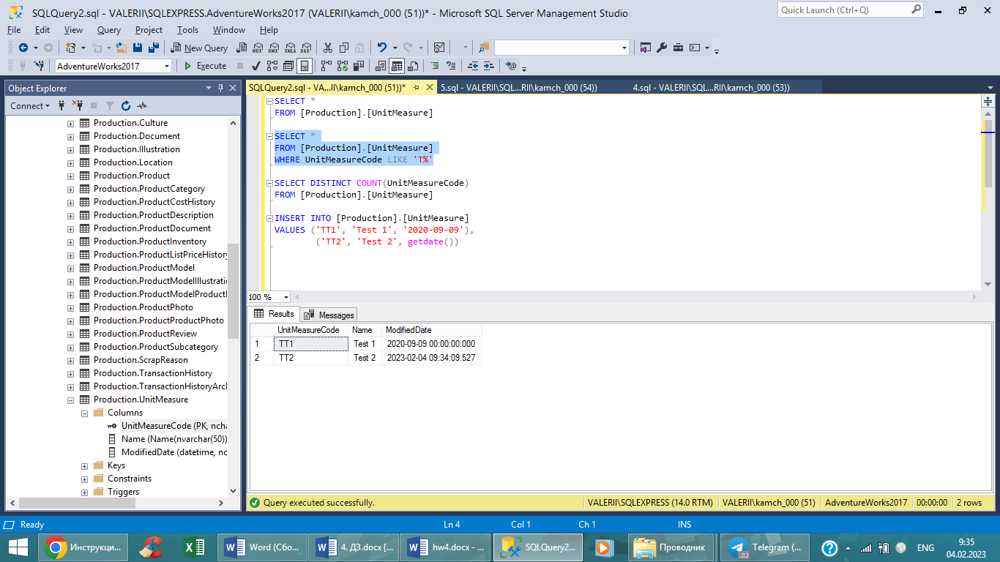 SQLQuery2.sql - VALERII\SQLEXPRESS.AdventureWorks2017 (VALERII\kamch_000 (51))* - Microsoft SQL Server Management Studio
Quick Launch (Ctrl+Q)
File Edit View Query Project Tools Window Help
New Query
MDX DMX XMLA DAX
AdventureWorks2017
Execute
Object Explorer
Connect
Production.Culture
Production.Document
Production.Illustration
Production.Location
Production.Product
Production.ProductCategory
Production.ProductCostHistory
Production.ProductDescription
Production.ProductDocument
Production.ProductInventory
Production.ProductListPriceHistory
Production.ProductModel
Production.ProductModelIllustrati
Production.ProductModelProductI
Production.ProductPhoto
Production.ProductProductPhoto
Production.ProductReview
Production.ProductSubcategory
Production.ScrapReason
Production.TransactionHistory
Production.TransactionHistoryArcl
Production.UnitMeasure
Columns
UnitMeasureCode (PK, ncha
Name (Name(nvarchar(50))
ModifiedDate (datetime, no
Keys
Constraints
Triggers
SQLQuery2.sql - VA...ll\kamch_000 (51))* 5.sql - VALERII\SQL...RII\kamch_000 (54)) 4.sql - VALERII\SQL...RII\kamch_000 (53))
SELECT *
FROM [Production].[UnitMeasure]
SELECT *
FROM [Production].[UnitMeasure]
WHERE UnitMeasureCode LIKE 'T%'
SELECT DISTINCT COUNT(UnitMeasureCode)
FROM [Production].[UnitMeasure]
INSERT INTO [Production].[UnitMeasure]
VALUES ('TT1', 'Test 1', '2020-09-09'),
('TT2', 'Test 2', getdate())
100 %
Results Messages
UnitMeasureCode Name ModifiedDate
1 TT1 Test 1 2020-09-09 00:00:00.000
2 TT2 Test 2 2023-02-04 09:34:09.527
Query executed successfully. VALERII\SQLEXPRESS (14.0 RTM) VALERII\kamch_000 (51) AdventureWorks2017 00:00:00 2 rows
Ready Ln 4 Col 1 Ch 1 INS
Инструкци... Word (Сбо... 4. ДЗ.docx [... hw4.docx - ... SQLQuery2... Проводник Telegram (... ENG 9:35
04.02.2023